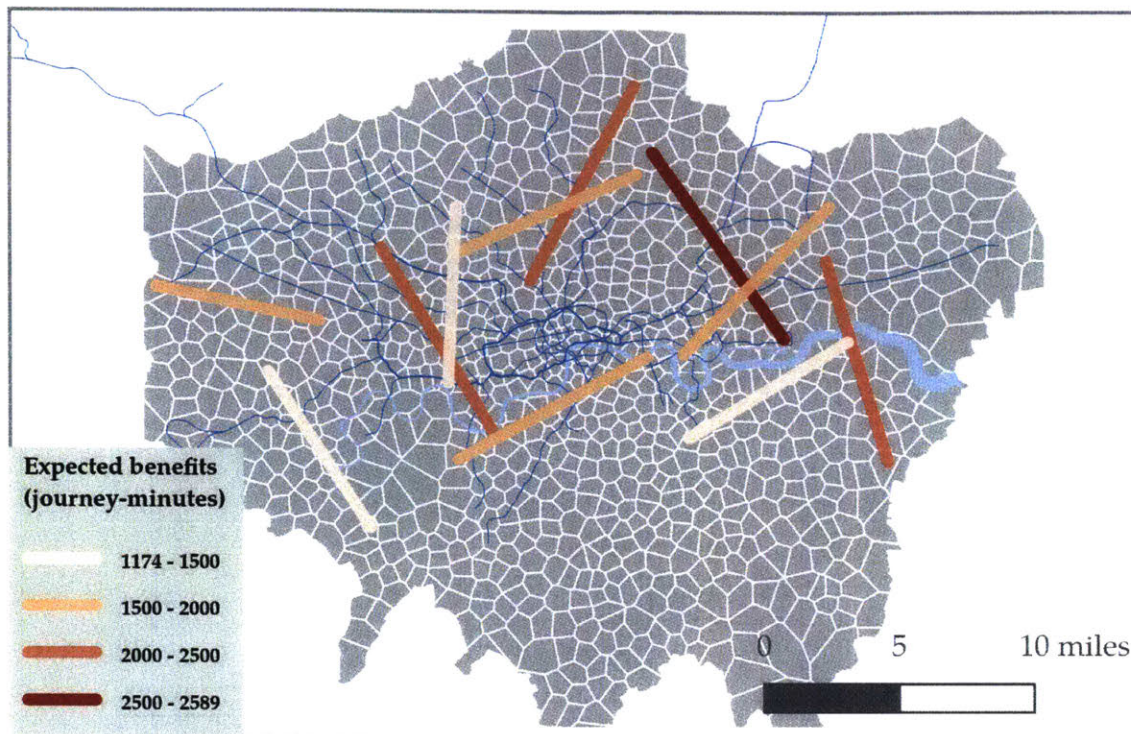 Expected benefits
(journey-minutes)
1174 - 1500
1500 - 2000
2000 - 2500
2500 - 2589
0 5 10 miles